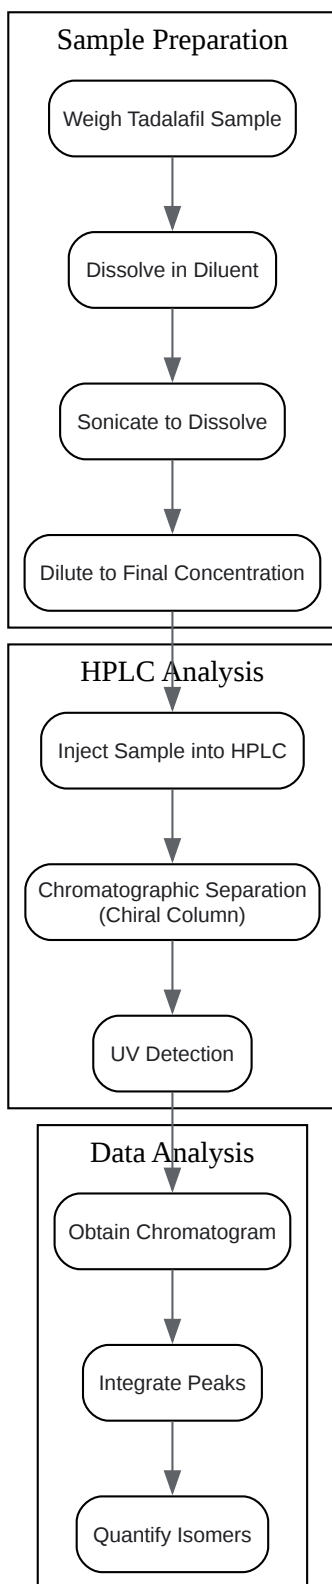 Sample Preparation
Weigh Tadalafil Sample
Dissolve in Diluent
Sonicate to Dissolve
Dilute to Final Concentration
HPLC Analysis
Inject Sample into HPLC
Chromatographic Separation
(Chiral Column)
UV Detection
Data Analysis
Obtain Chromatogram
Integrate Peaks
Quantify Isomers